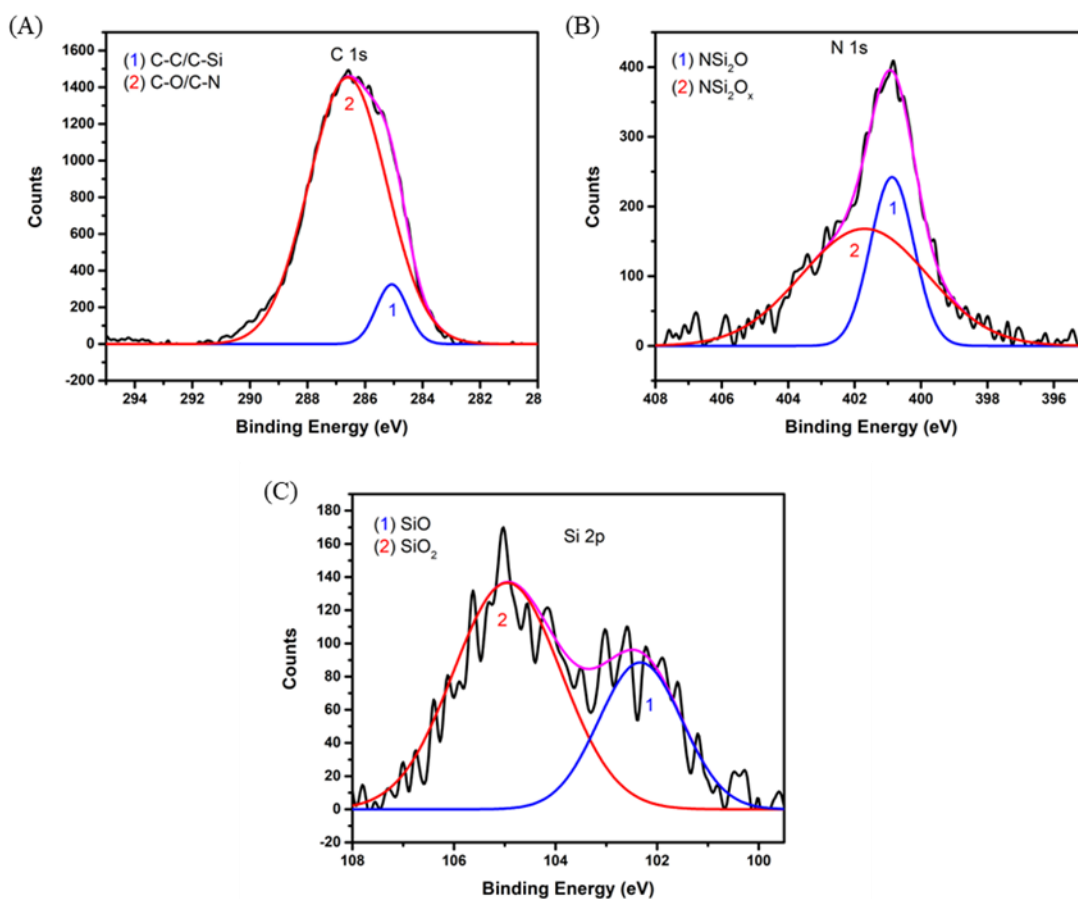 (A)
(1) C-C/C-Si
(2) C-O/C-N
C 1s
1600
1400
1200
1000
800
600
400
200
0
-200
Counts
2
1
294 292 290 288 286 284 282 28
Binding Energy (eV)
(B)
(1) NSi₂O
(2) NSi₂Oₓ
N 1s
400
350
300
250
200
150
100
50
0
Counts
1
2
408 406 404 402 400 398 396
Binding Energy (eV)
(C)
(1) SiO
(2) SiO₂
Si 2p
180
160
140
120
100
80
60
40
20
0
-20
Counts
2
1
108 106 104 102 100
Binding Energy (eV)